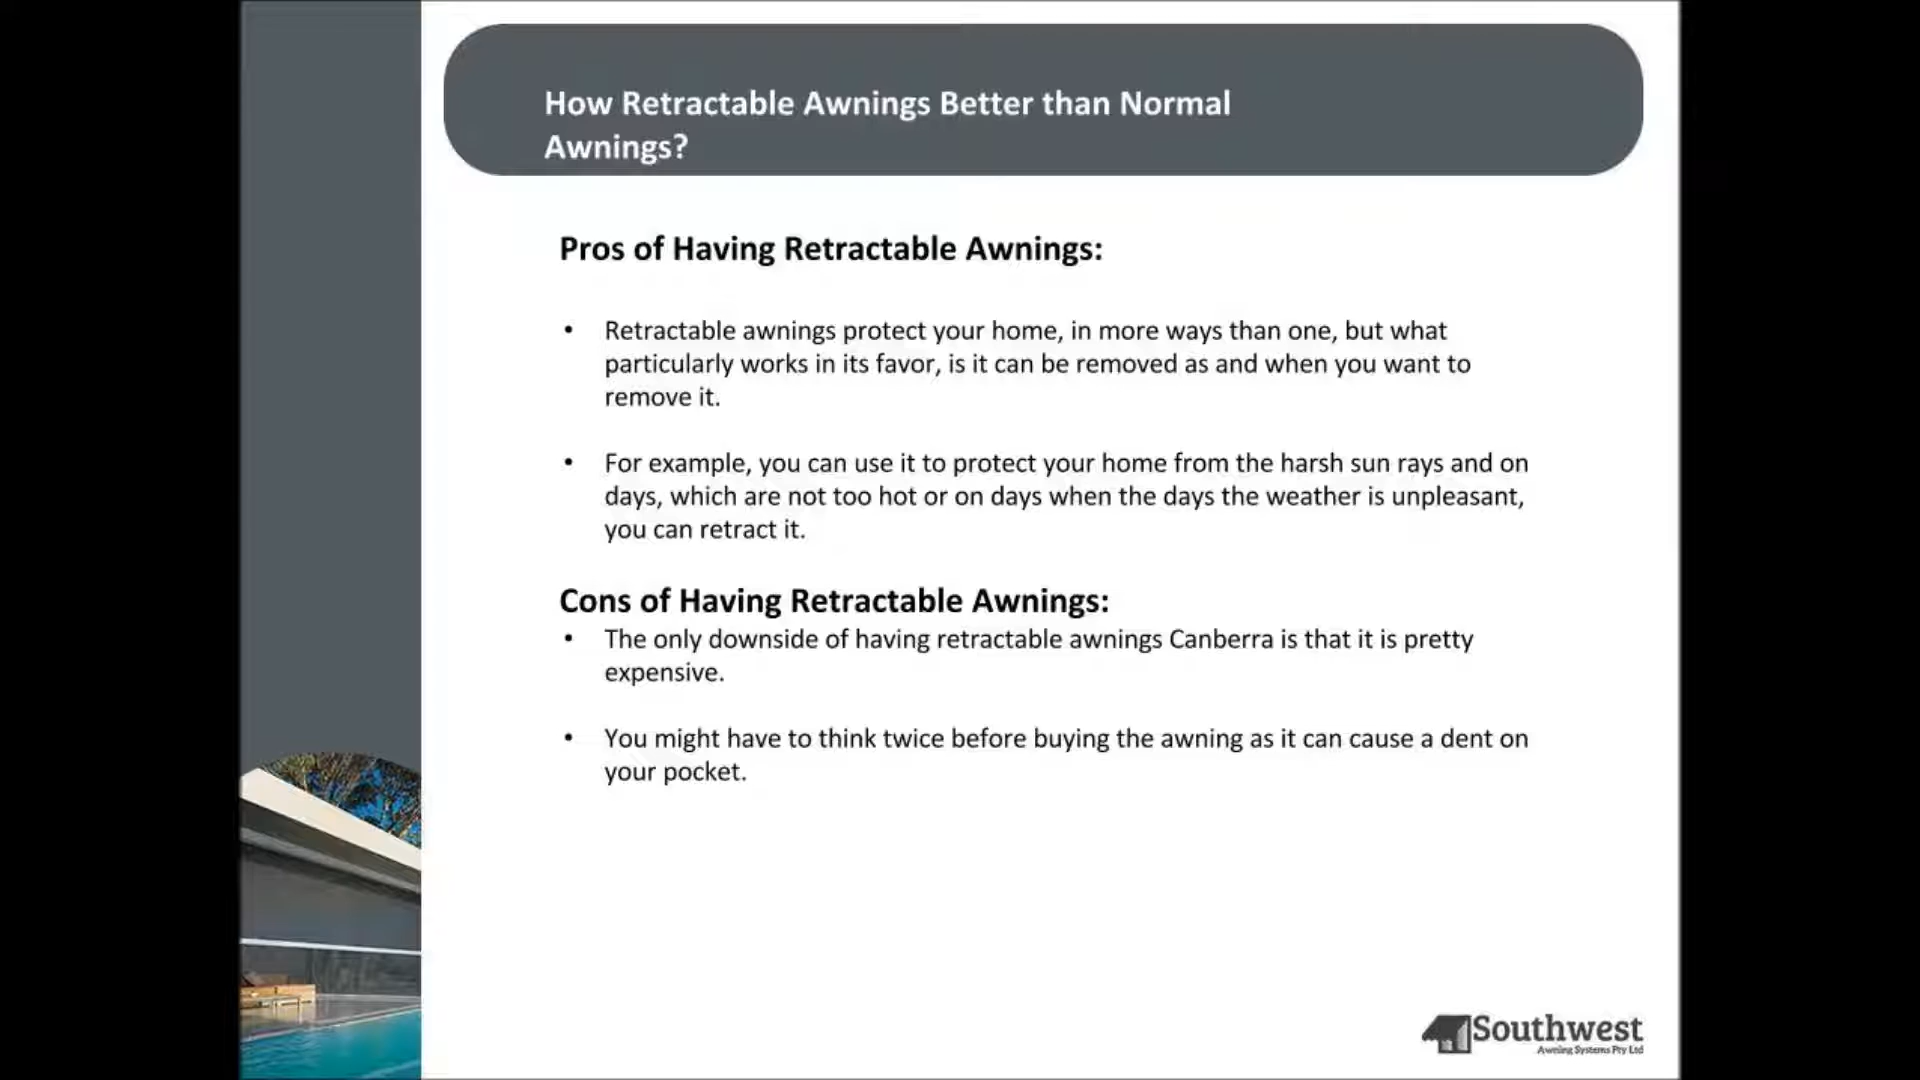 How Retractable Awnings Better than Normal
Awnings?
Pros of Having Retractable Awnings:
• Retractable awnings protect your home, in more ways than one, but what
particularly works in its favor, is it can be removed as and when you want to
remove it.
• For example, you can use it to protect your home from the harsh sun rays and on
days, which are not too hot or on days when the days the weather is unpleasant,
you can retract it.
Cons of Having Retractable Awnings:
• The only downside of having retractable awnings Canberra is that it is pretty
expensive.
• You might have to think twice before buying the awning as it can cause a dent on
your pocket.
Southwest
Awning Systems Pty Ltd